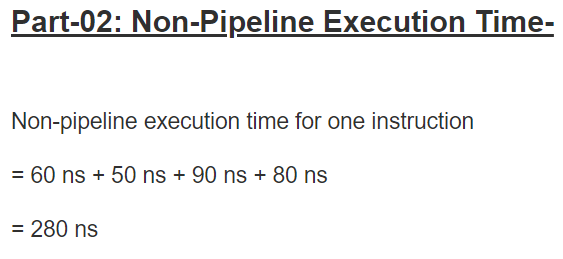 Part-02: Non-Pipeline Execution Time-
Non-pipeline execution time for one instruction
= 60 ns + 50 ns + 90 ns + 80 ns
= 280 ns